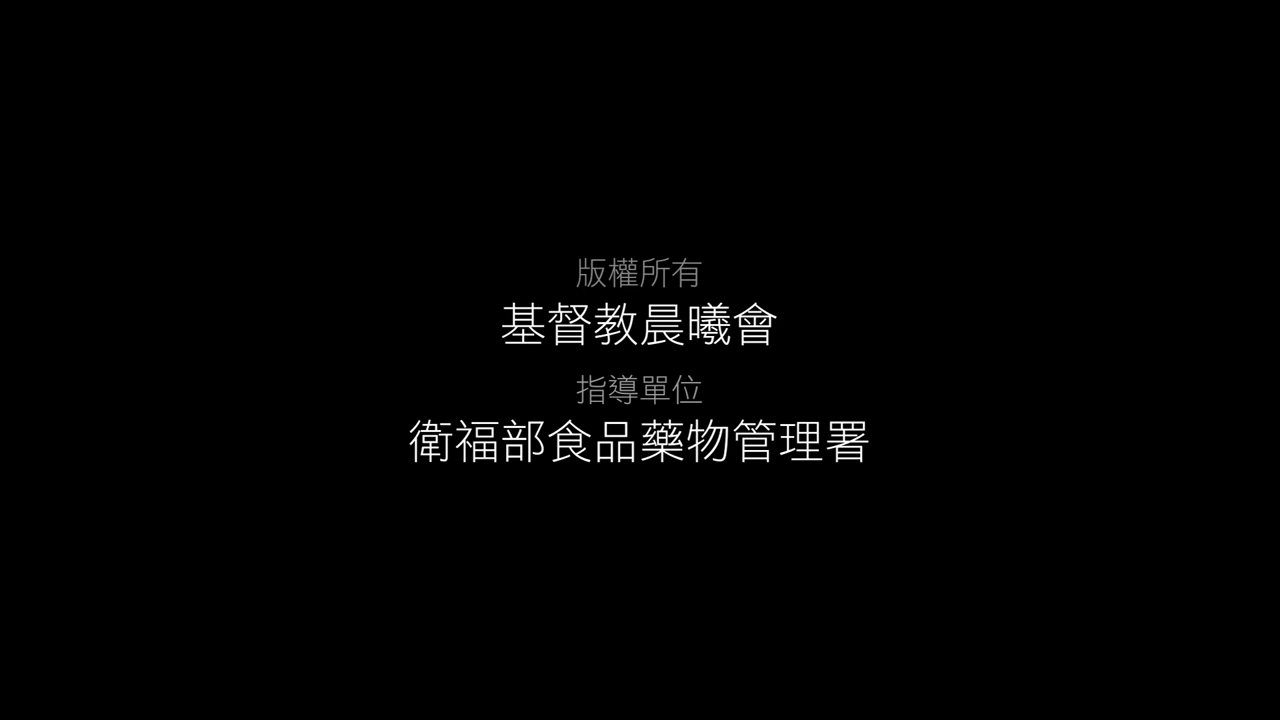 版權所有
基督教晨曦會
指導單位
衛福部食品藥物管理署